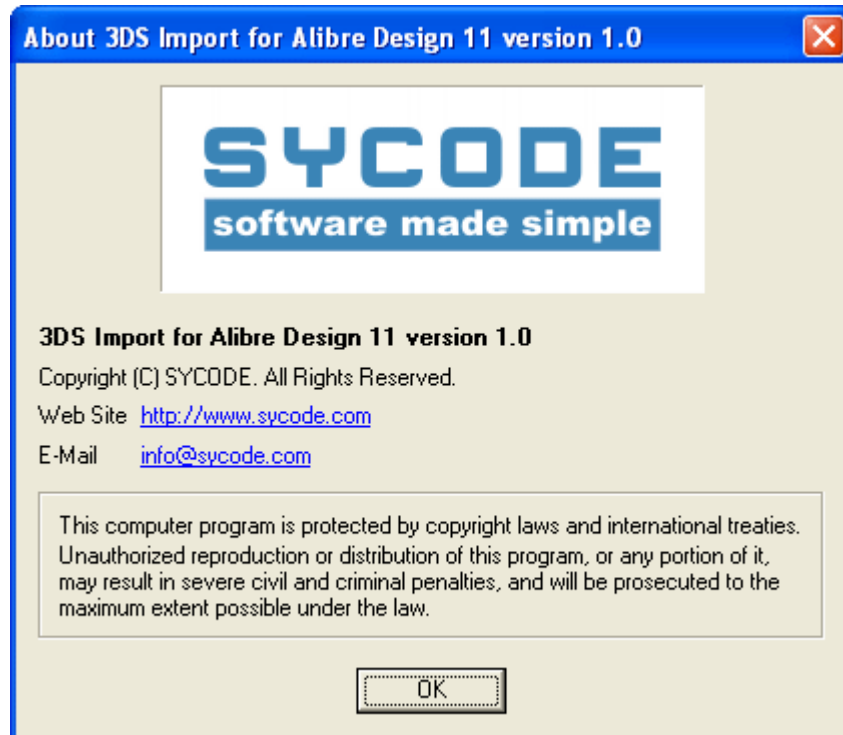 About 3DS Import for Alibre Design 11 version 1.0
SYCODE
software made simple
3DS Import for Alibre Design 11 version 1.0
Copyright (C) SYCODE. All Rights Reserved.
Web Site http://www.sycode.com
E-Mail info@sycode.com
This computer program is protected by copyright laws and international treaties.
Unauthorized reproduction or distribution of this program, or any portion of it,
may result in severe civil and criminal penalties, and will be prosecuted to the
maximum extent possible under the law.
OK